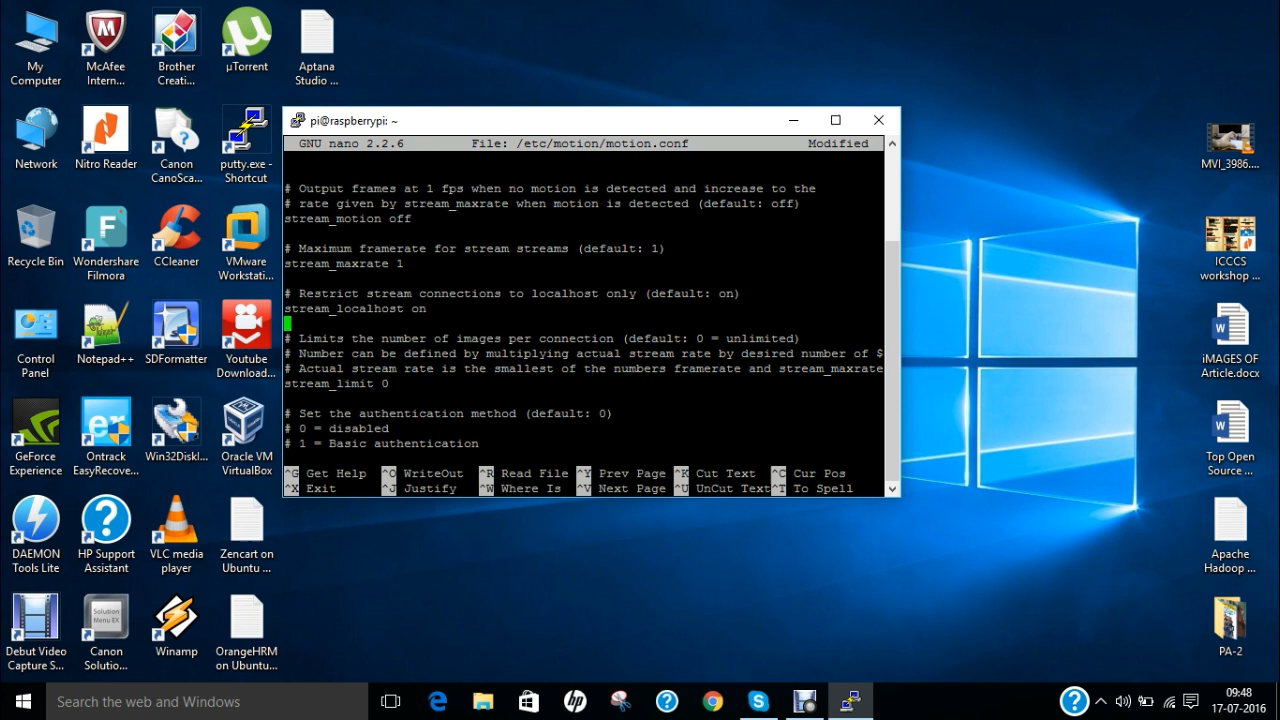 My Computer
McAfee Intern...
Brother Creati...
µTorrent
Aptana Studio ...
Network
Nitro Reader
Canon CanoSca...
putty.exe - Shortcut
Recycle Bin
Wondershare Filmora
CCleaner
VMware Workstati...
Control Panel
Notepad++
SDFormatter
Youtube Download...
GeForce Experience
Ontrack EasyRecove...
Win32DiskI...
Oracle VM VirtualBox
DAEMON Tools Lite
HP Support Assistant
VLC media player
Zencart on Ubuntu ...
Debut Video Capture S...
Solution Menu EX
Canon Solutio...
Winamp
OrangeHRM on Ubuntu...
pi@raspberrypi: ~
GNU nano 2.2.6 File: /etc/motion/motion.conf Modified
# Output frames at 1 fps when no motion is detected and increase to the
# rate given by stream_maxrate when motion is detected (default: off)
stream_motion off
# Maximum framerate for stream streams (default: 1)
stream_maxrate 1
# Restrict stream connections to localhost only (default: on)
stream_localhost on
# Limits the number of images per connection (default: 0 = unlimited)
# Number can be defined by multiplying actual stream rate by desired number of $
# Actual stream rate is the smallest of the numbers framerate and stream_maxrate
stream_limit 0
# Set the authentication method (default: 0)
# 0 = disabled
# 1 = Basic authentication
^G Get Help ^O WriteOut ^R Read File ^Y Prev Page ^K Cut Text ^C Cur Pos
^X Exit ^J Justify ^W Where Is ^V Next Page ^U UnCut Text ^T To Spell
MVI_3986....
ICCCS workshop ...
iMAGES OF Article.docx
Top Open Source ...
Apache Hadoop ...
PA-2
Search the web and Windows
09:48
17-07-2016